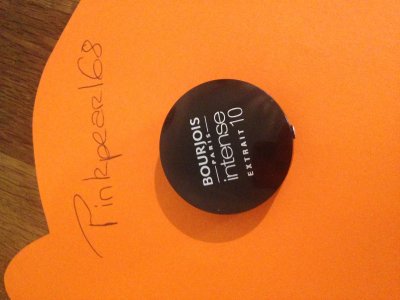 Pinkpearl68
BOURJOIS
PARIS
intense
EXTRAIT 10